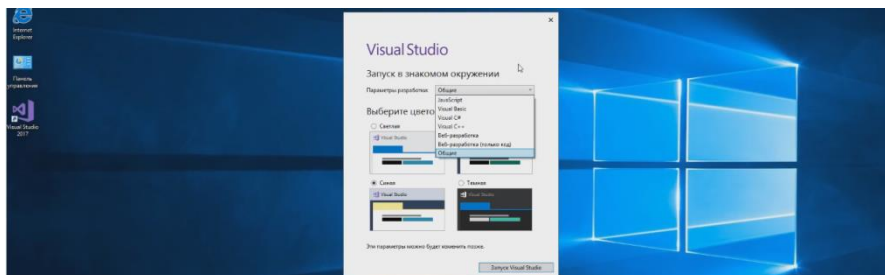 Internet
Explorer
Панель
управления
Visual Studio
2017
Visual Studio
Запуск в знакомом окружении
Параметры разработки: Общие
JavaScript
Visual Basic
Visual C#
Visual C++
Веб-разработка
Веб-разработка (только код)
Общие
Выберите цвето
Светлая
Visual Studio
Синяя
Темная
Visual Studio
Visual Studio
Эти параметры можно будет изменить позже.
Запуск Visual Studio